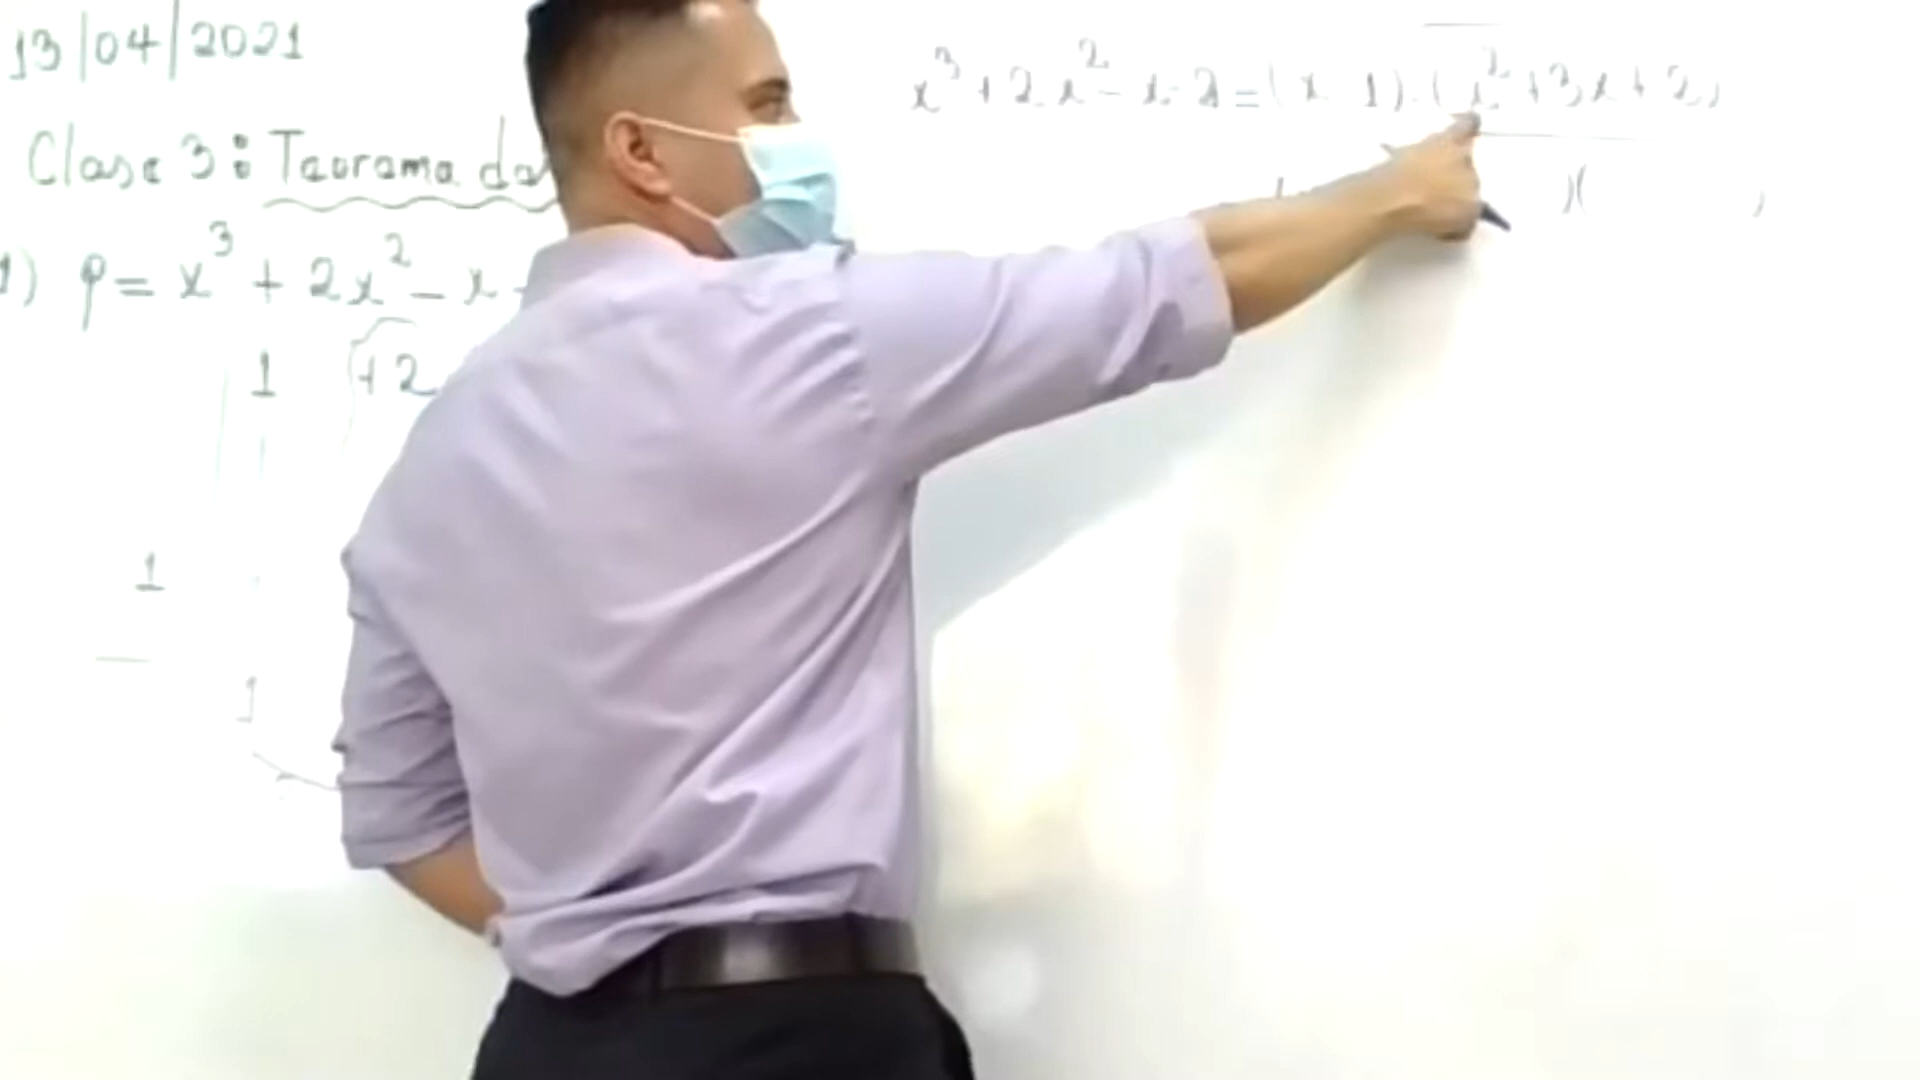 13/04/2021
Clase 3: Teorema del
1) P = x³ + 2x² - x -
1 +2
1
1
x³ + 2x² - x - 2 = (x 1) · (x² + 3x + 2)
)( )